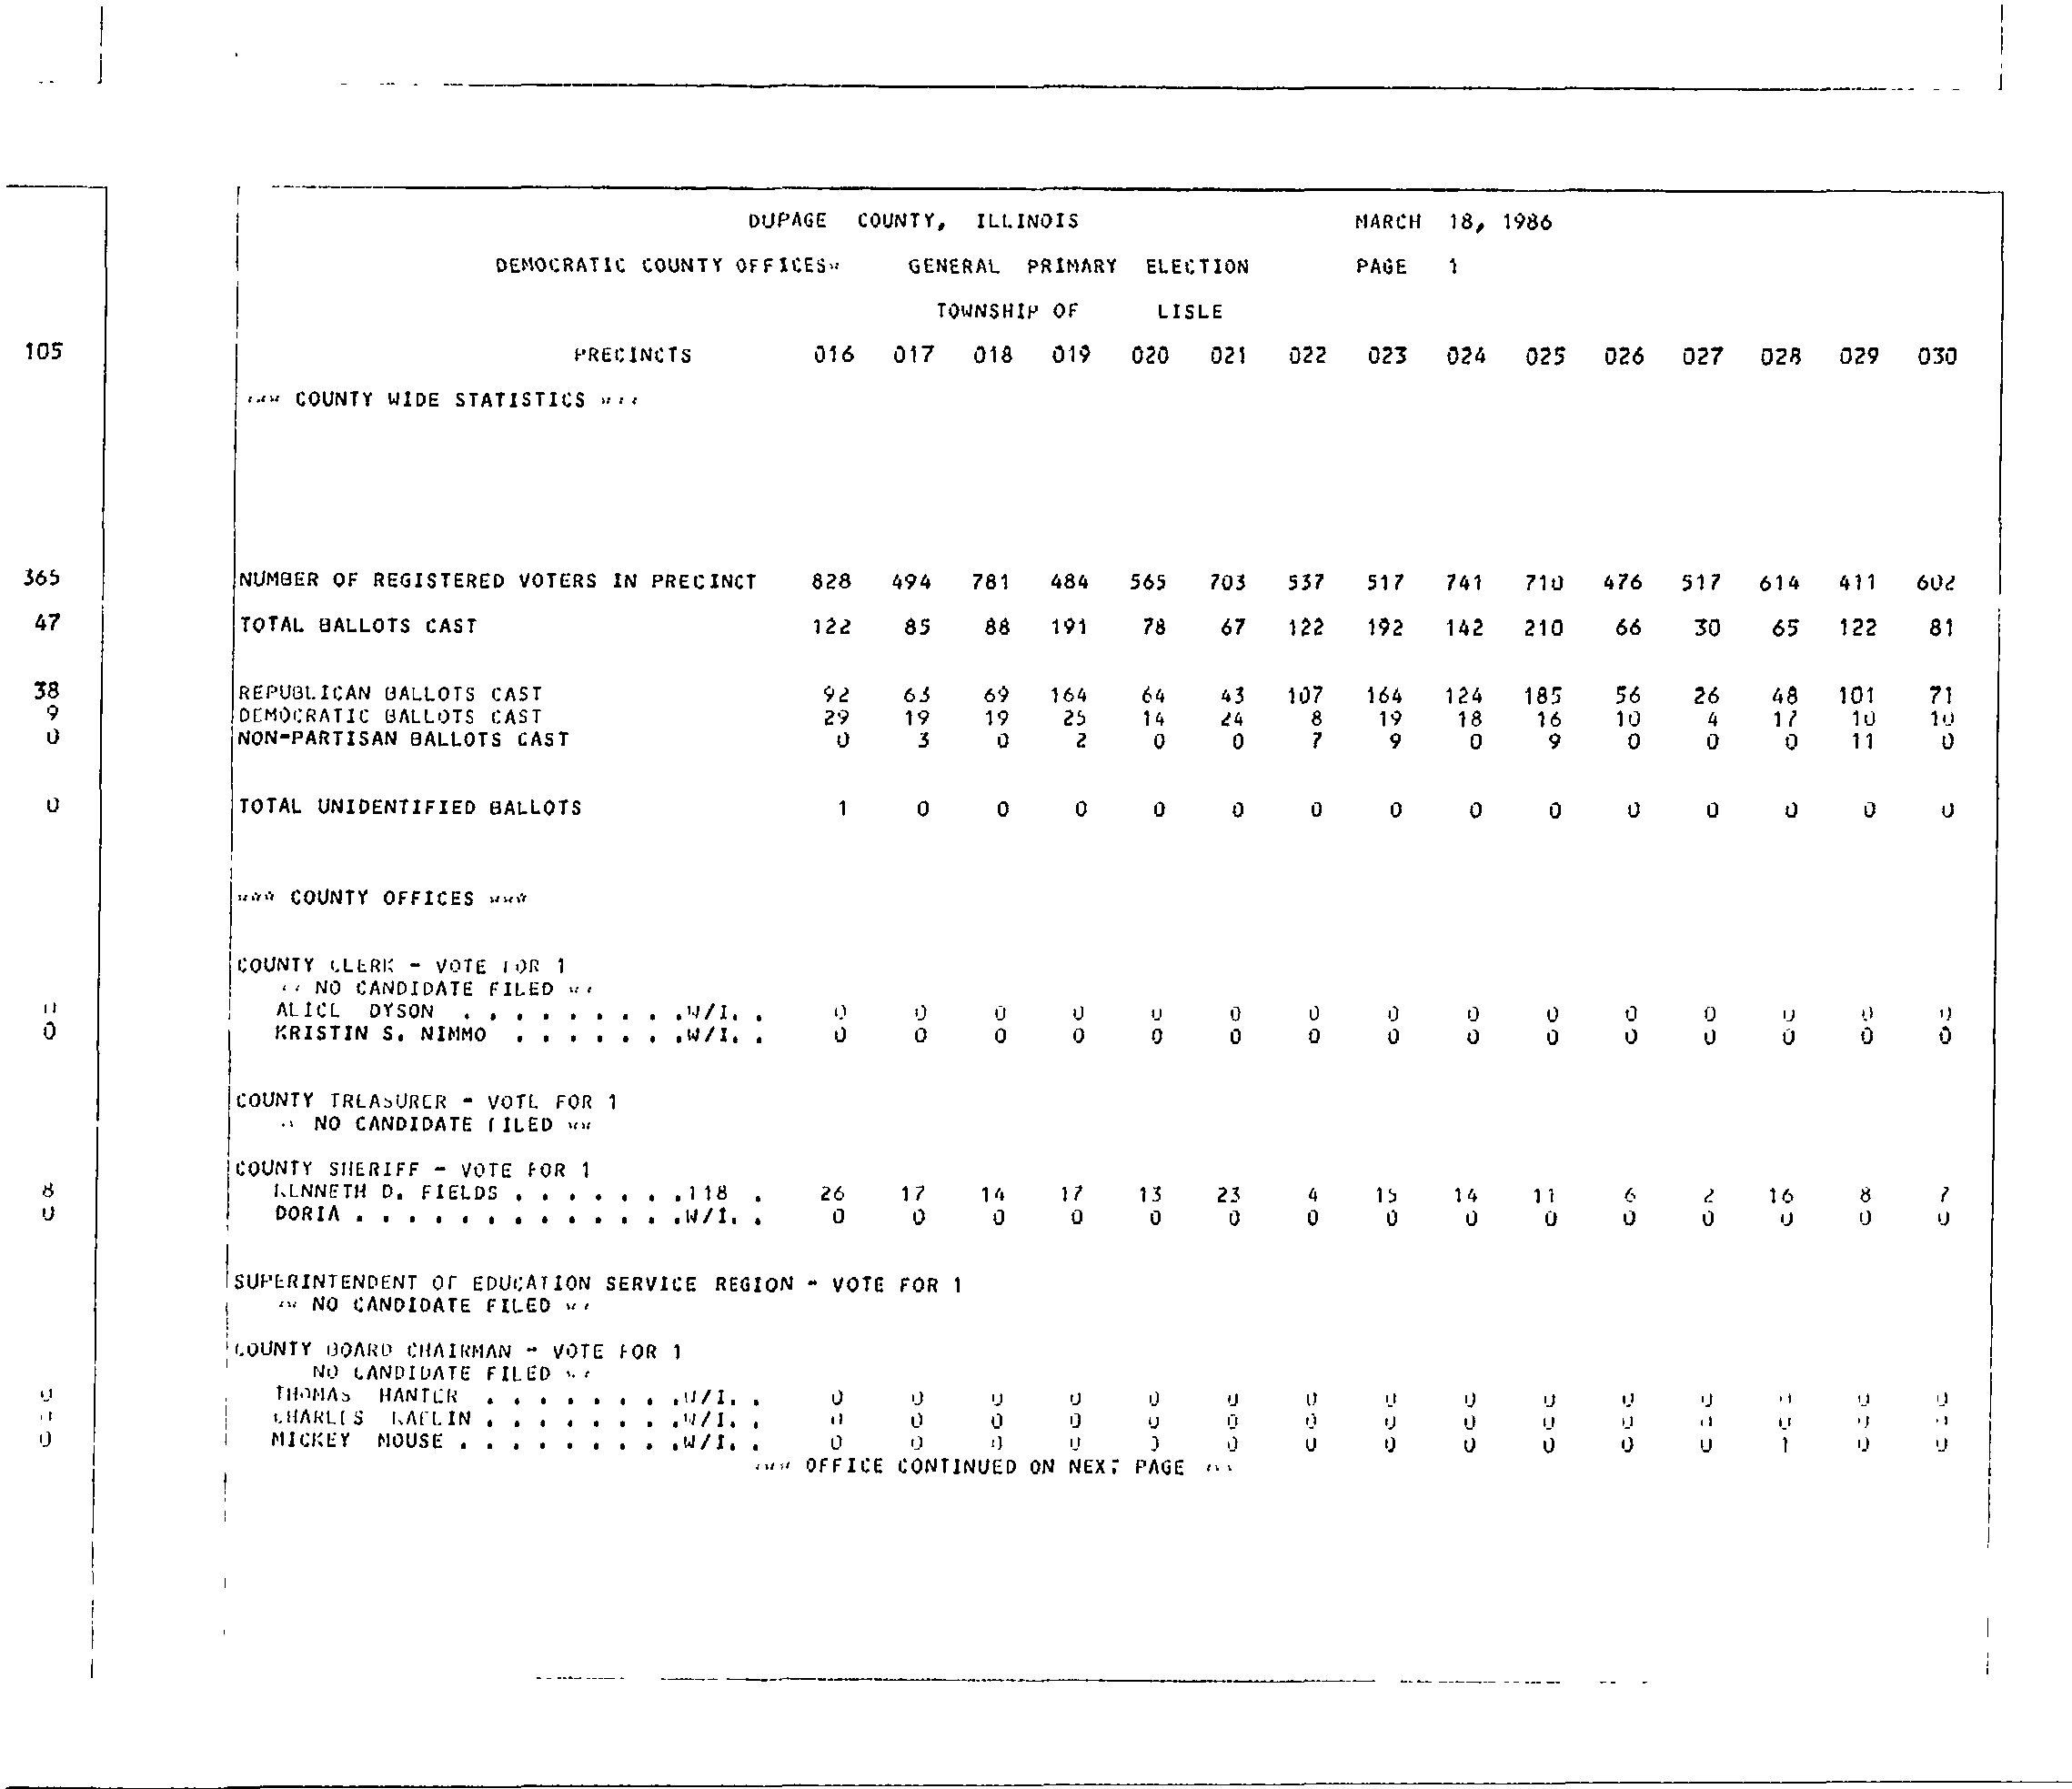 DUPAGE COUNTY, ILLINOIS MARCH 18, 1986
DEMOCRATIC COUNTY OFFICES* GENERAL PRIMARY ELECTION PAGE 1
TOWNSHIP OF LISLE
105 PRECINCTS 016 017 018 019 020 021 022 023 024 025 026 027 028 029 030
*** COUNTY WIDE STATISTICS ***
365 NUMBER OF REGISTERED VOTERS IN PRECINCT 828 494 781 484 565 703 537 517 741 710 476 517 614 411 602
47 TOTAL BALLOTS CAST 122 85 88 191 78 67 122 192 142 210 66 30 65 122 81
38 REPUBLICAN BALLOTS CAST 92 63 69 164 64 43 107 164 124 185 56 26 48 101 71
9 DEMOCRATIC BALLOTS CAST 29 19 19 25 14 24 8 19 18 16 10 4 17 10 10
0 NON-PARTISAN BALLOTS CAST 0 3 0 2 0 0 7 9 0 9 0 0 0 11 0
0 TOTAL UNIDENTIFIED BALLOTS 1 0 0 0 0 0 0 0 0 0 0 0 0 0 0
*** COUNTY OFFICES ***
COUNTY CLERK - VOTE FOR 1
** NO CANDIDATE FILED **
0 ALICE DYSON . . . . . . . . .W/I. . 0 0 0 0 0 0 0 0 0 0 0 0 0 0 0
0 KRISTIN S. NIMMO . . . . . . .W/I. . 0 0 0 0 0 0 0 0 0 0 0 0 0 0 0
COUNTY TREASURER - VOTE FOR 1
** NO CANDIDATE FILED **
COUNTY SHERIFF - VOTE FOR 1
8 KENNETH D. FIELDS . . . . . . .118 . 26 17 14 17 13 23 4 15 14 11 6 2 16 8 7
0 DORIA . . . . . . . . . . . . .W/I. . 0 0 0 0 0 0 0 0 0 0 0 0 0 0 0
SUPERINTENDENT OF EDUCATION SERVICE REGION - VOTE FOR 1
** NO CANDIDATE FILED **
COUNTY BOARD CHAIRMAN - VOTE FOR 1
NO CANDIDATE FILED **
0 THOMAS HANTER . . . . . . . .W/I. . 0 0 0 0 0 0 0 0 0 0 0 0 0 0 0
0 CHARLES . . . . . . . .W/I. . 0 0 0 0 0 0 0 0 0 0 0 0 0 0 0
0 MICKEY MOUSE . . . . . . . . .W/I. . 0 0 0 0 0 0 0 0 0 0 0 0 1 0 0
*** OFFICE CONTINUED ON NEXT PAGE ***